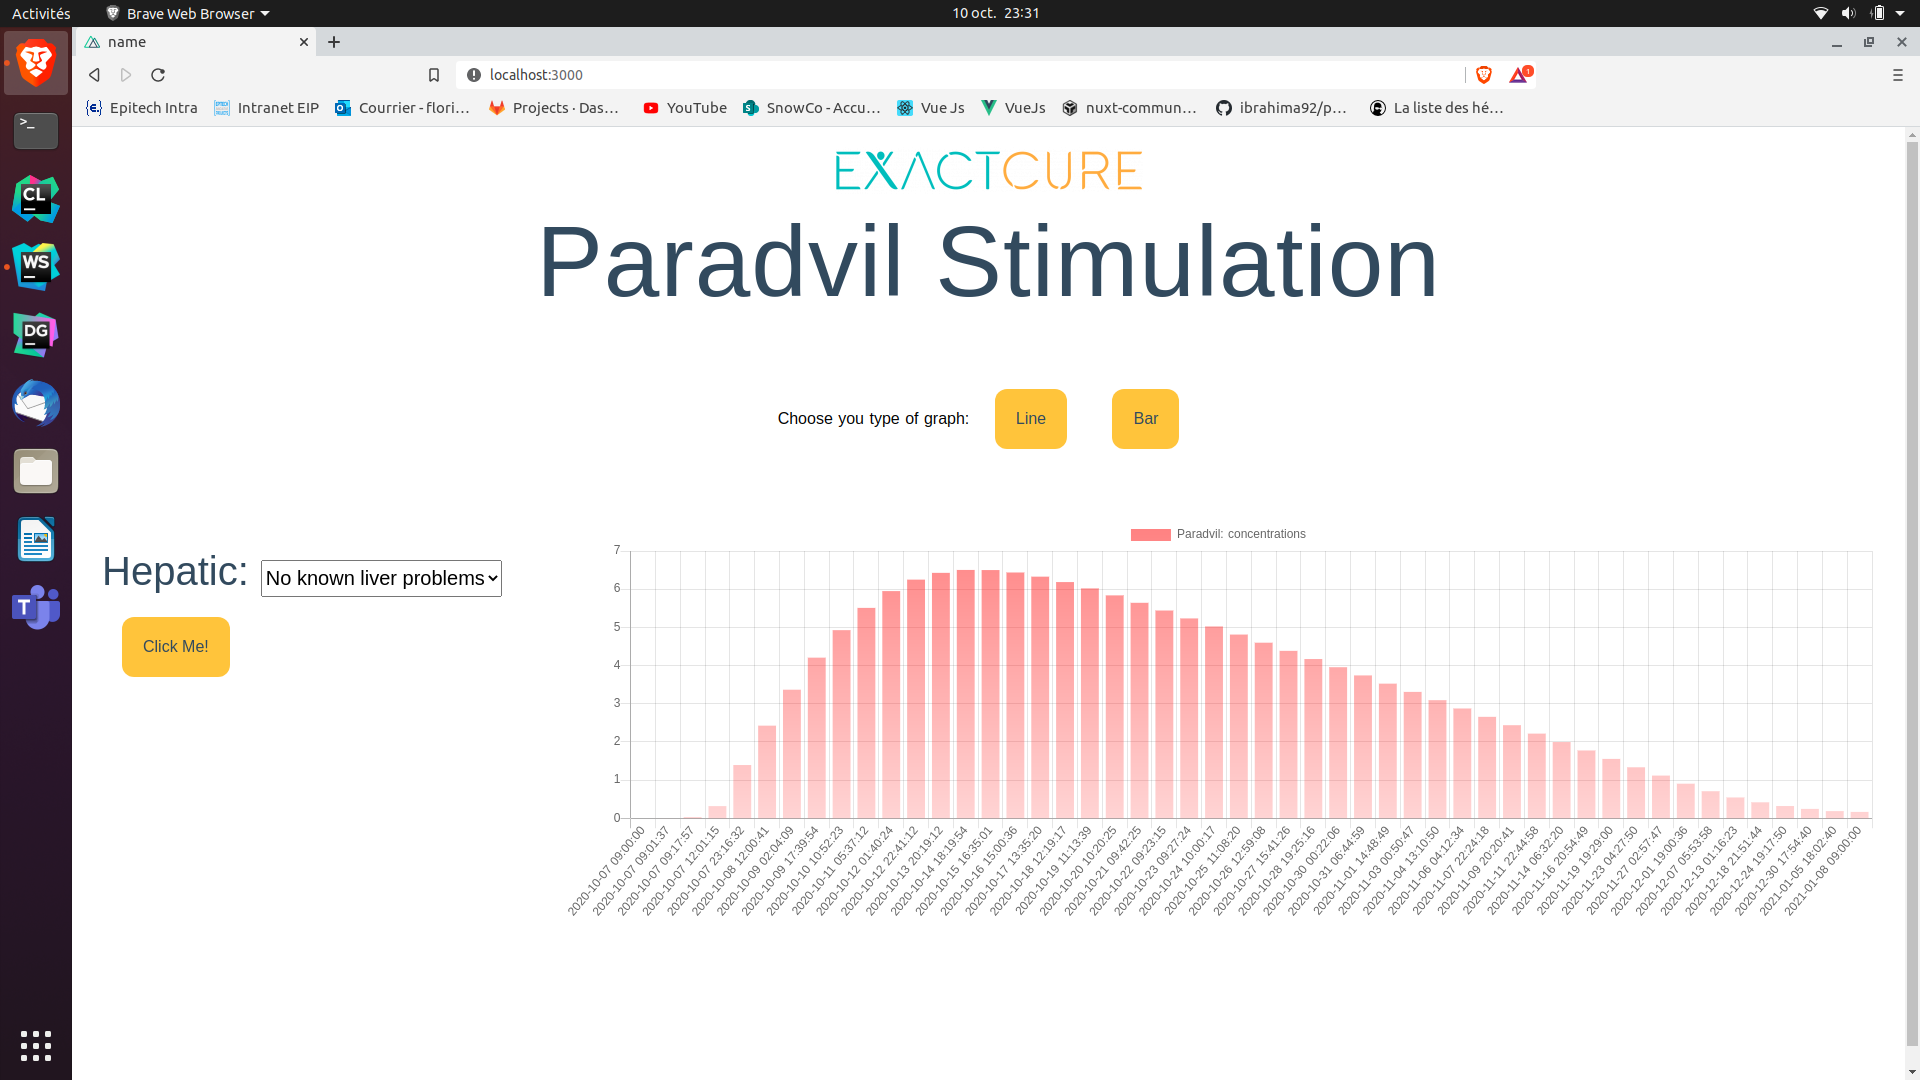 Activités
Brave Web Browser
10 oct. 23:31
name
localhost:3000
1
Epitech Intra
Intranet EIP
Courrier - flori…
Projects · Das…
YouTube
SnowCo - Accu…
Vue Js
VueJs
nuxt-commun…
ibrahima92/p…
La liste des hé…
>_
CL
WS
DG
T
EXACTCURE
Paradvil Stimulation
Choose you type of graph:
Line
Bar
Hepatic:
No known liver problems
Click Me!
Paradvil: concentrations
7
6
5
4
3
2
1
0
2020-10-07 09:00:00
2020-10-07 09:01:37
2020-10-07 09:17:57
2020-10-07 12:01:15
2020-10-07 23:16:32
2020-10-08 12:00:41
2020-10-09 02:04:09
2020-10-09 17:39:54
2020-10-10 10:52:23
2020-10-11 05:37:12
2020-10-12 01:40:24
2020-10-12 22:41:12
2020-10-13 20:19:12
2020-10-14 18:19:54
2020-10-15 16:35:01
2020-10-16 15:00:36
2020-10-17 13:35:20
2020-10-18 12:19:17
2020-10-19 11:13:39
2020-10-20 10:20:25
2020-10-21 09:42:25
2020-10-22 09:23:15
2020-10-23 09:27:24
2020-10-24 10:00:17
2020-10-25 11:08:20
2020-10-26 12:59:08
2020-10-27 15:41:26
2020-10-28 19:25:16
2020-10-30 00:22:06
2020-10-31 06:44:59
2020-11-01 14:48:49
2020-11-03 00:50:47
2020-11-04 13:10:50
2020-11-06 04:12:34
2020-11-07 22:24:18
2020-11-09 20:20:41
2020-11-11 22:44:58
2020-11-14 06:32:20
2020-11-16 20:54:49
2020-11-19 19:29:00
2020-11-23 04:27:50
2020-11-27 02:57:47
2020-12-01 19:00:36
2020-12-07 05:53:58
2020-12-13 01:16:23
2020-12-18 21:51:44
2020-12-24 19:17:50
2020-12-30 17:54:40
2021-01-05 18:02:40
2021-01-08 09:00:00